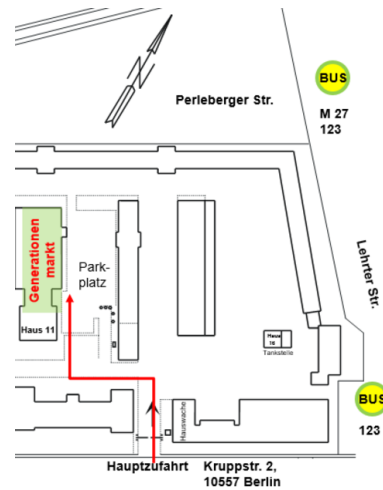 BUS
Perleberger Str.
M 27
123
N
Lehrter Str.
Generationen
markt
Park-
platz
Haus 11
Haus
16
Tankstelle
BUS
123
Hauswache
Hauptzufahrt
Kruppstr. 2,
10557 Berlin